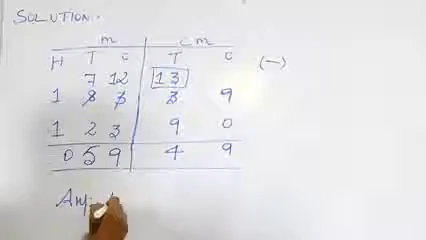 SOLUTION.
m cm
H T O T O
7 12 13 (—)
1 8 3 3 9
1 2 3 9 0
0 5 9 4 9
Ans